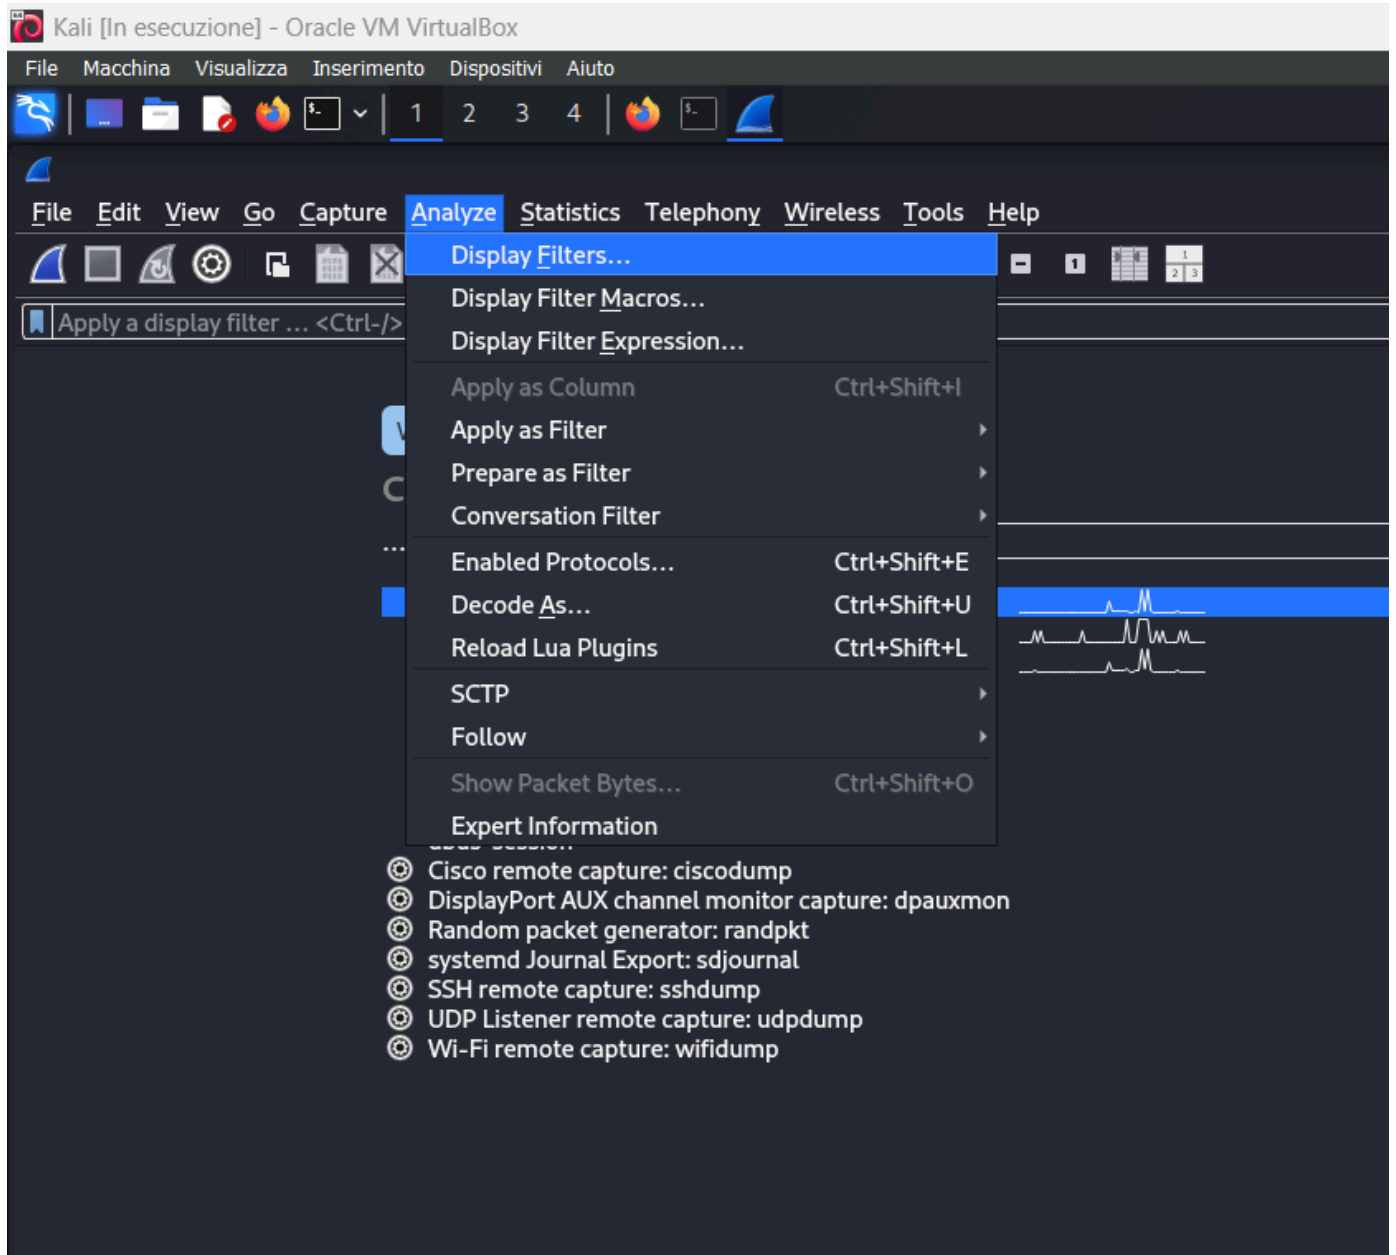 Kali [In esecuzione] - Oracle VM VirtualBox
File Macchina Visualizza Inserimento Dispositivi Aiuto
1 2 3 4
File Edit View Go Capture Analyze Statistics Telephony Wireless Tools Help
Apply a display filter ... <Ctrl-/>
Display Filters...
Display Filter Macros...
Display Filter Expression...
Apply as Column Ctrl+Shift+I
Apply as Filter
Prepare as Filter
Conversation Filter
Enabled Protocols... Ctrl+Shift+E
Decode As... Ctrl+Shift+U
Reload Lua Plugins Ctrl+Shift+L
SCTP
Follow
Show Packet Bytes... Ctrl+Shift+O
Expert Information
Cisco remote capture: ciscodump
DisplayPort AUX channel monitor capture: dpauxmon
Random packet generator: randpkt
systemd Journal Export: sdjournal
SSH remote capture: sshdump
UDP Listener remote capture: udpdump
Wi-Fi remote capture: wifidump